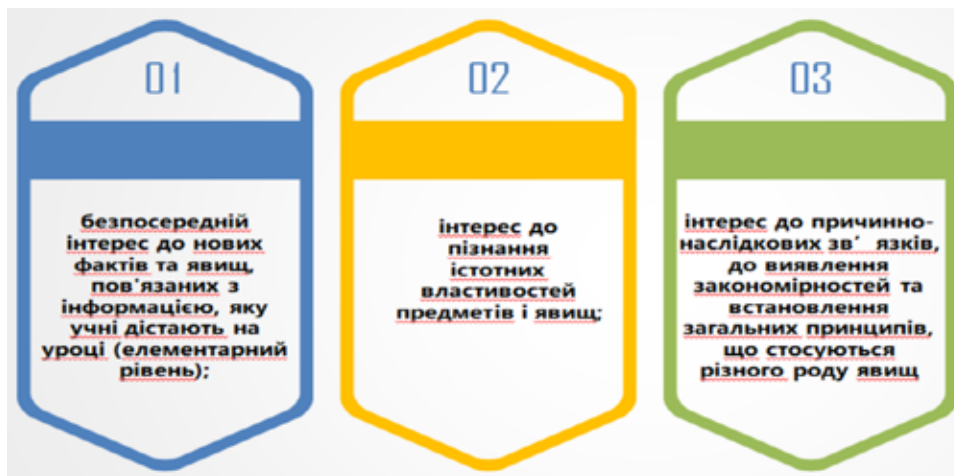 01
безпосередній
інтерес до нових
фактів та явищ,
пов'язаних з
інформацією, яку
учні дістають на
уроці (елементарний
рівень);
02
інтерес до
пізнання
істотних
властивостей
предметів і явищ;
03
інтерес до причинно-
наслідкових зв′ язків,
до виявлення
закономірностей та
встановлення
загальних принципів,
що стосуються
різного роду явищ